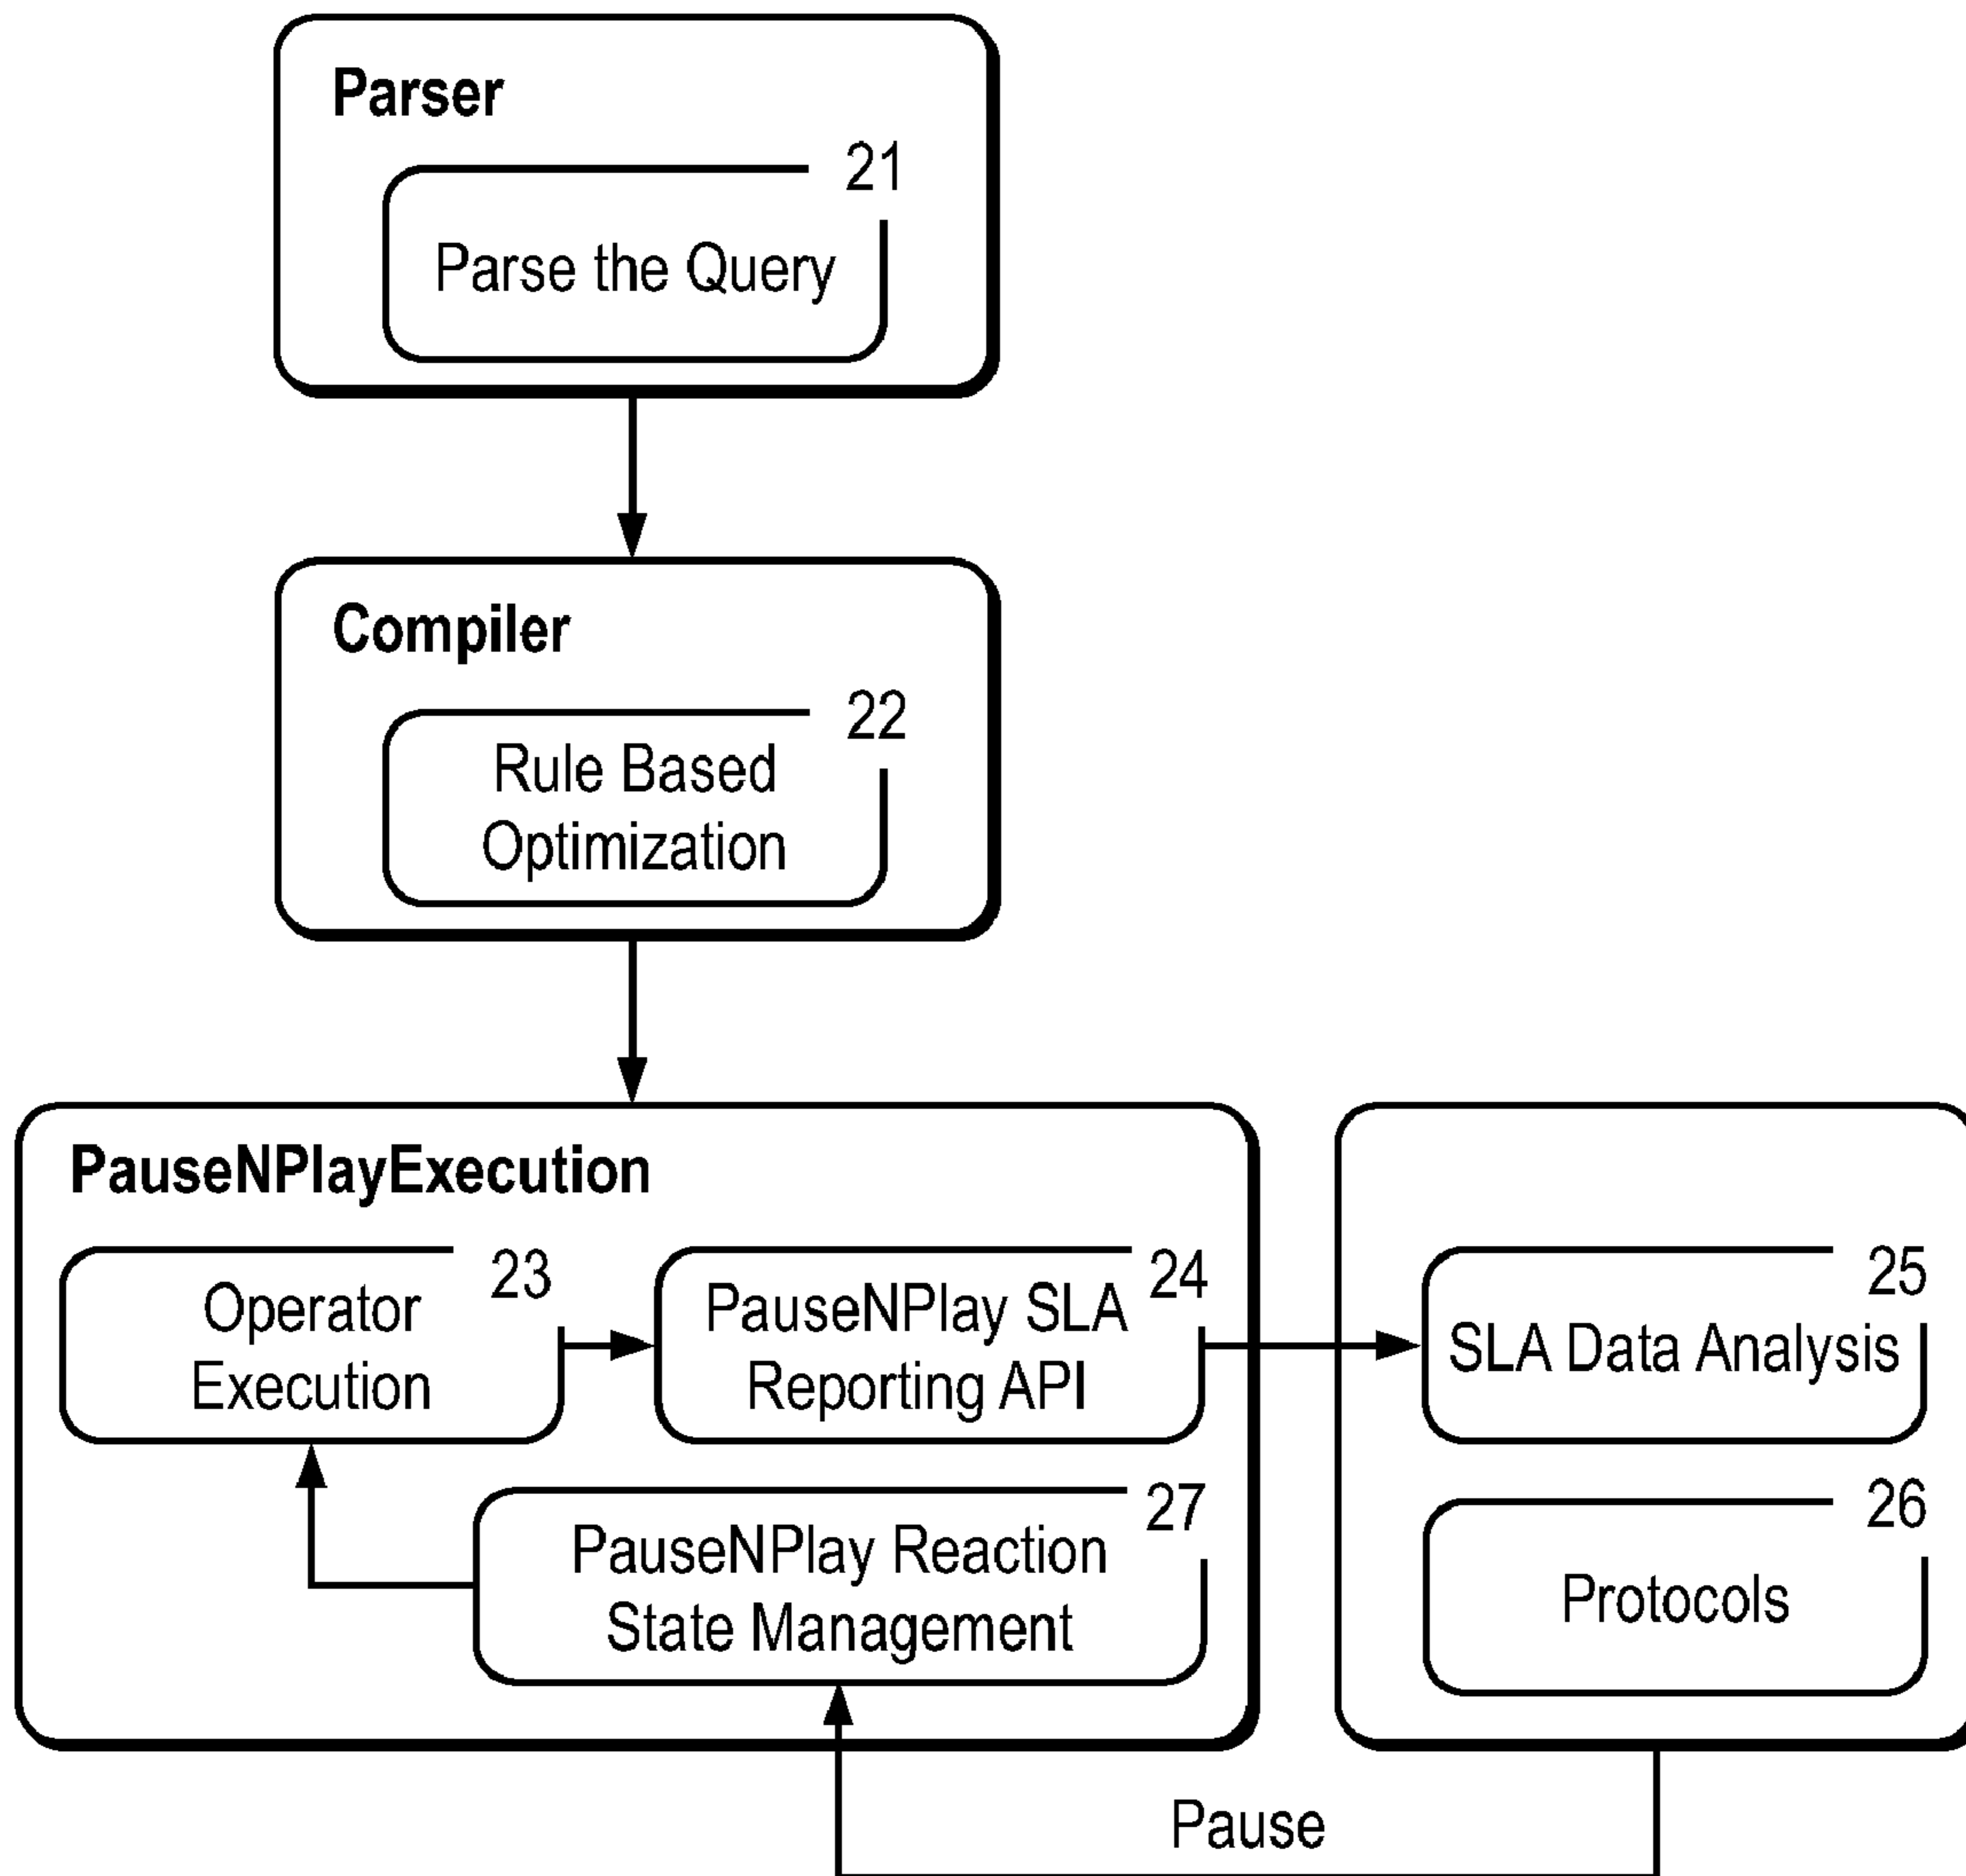 Parser
21
Parse the Query
Compiler
22
Rule Based
Optimization
PauseNPlayExecution
23
Operator
Execution
24
PauseNPlay SLA
Reporting API
25
SLA Data Analysis
27
PauseNPlay Reaction
State Management
26
Protocols
Pause